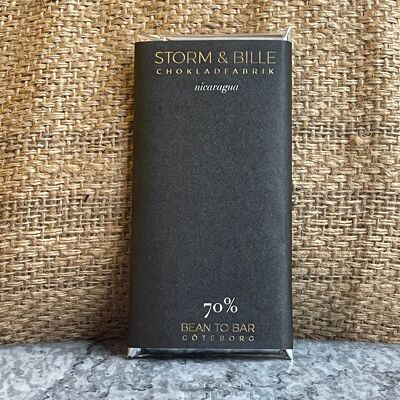 STORM & BILLE
CHOKLADFABRIK
nicaragua
70%
BEAN TO BAR
GÖTEBORG